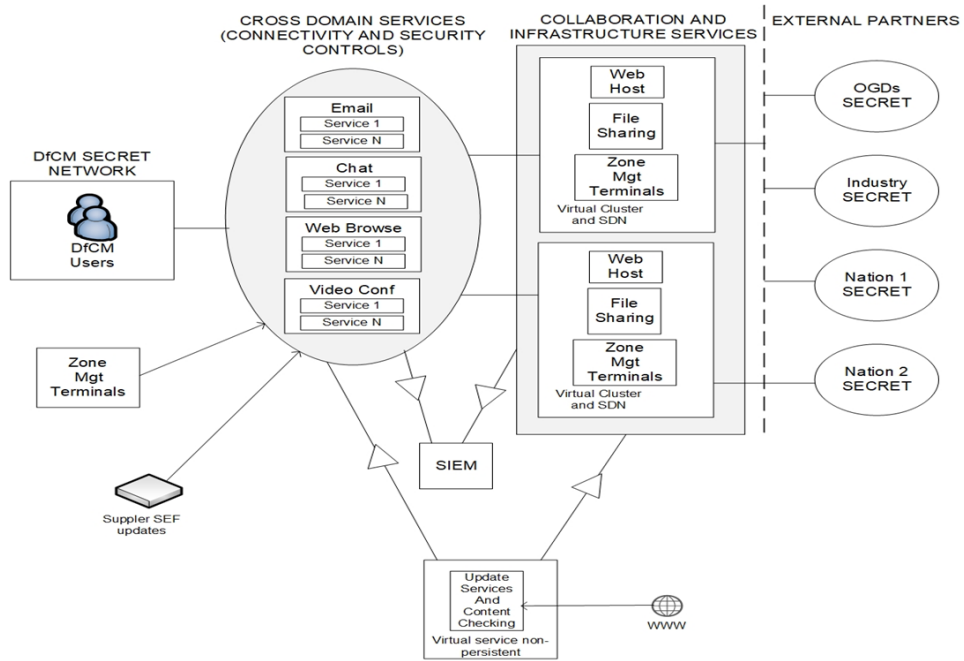 CROSS DOMAIN SERVICES
(CONNECTIVITY AND SECURITY
CONTROLS)
COLLABORATION AND
INFRASTRUCTURE SERVICES
EXTERNAL PARTNERS
DfCM SECRET
NETWORK
DfCM
Users
Email
Service 1
Service N
Chat
Service 1
Service N
Web Browse
Service 1
Service N
Video Conf
Service 1
Service N
Web
Host
File
Sharing
Zone
Mgt
Terminals
Virtual Cluster
and SDN
Web
Host
File
Sharing
Zone
Mgt
Terminals
Virtual Cluster
and SDN
OGDs
SECRET
Industry
SECRET
Nation 1
SECRET
Nation 2
SECRET
Zone
Mgt
Terminals
SIEM
Suppler SEF
updates
Update
Services
And
Content
Checking
Virtual service non-
persistent
WWW